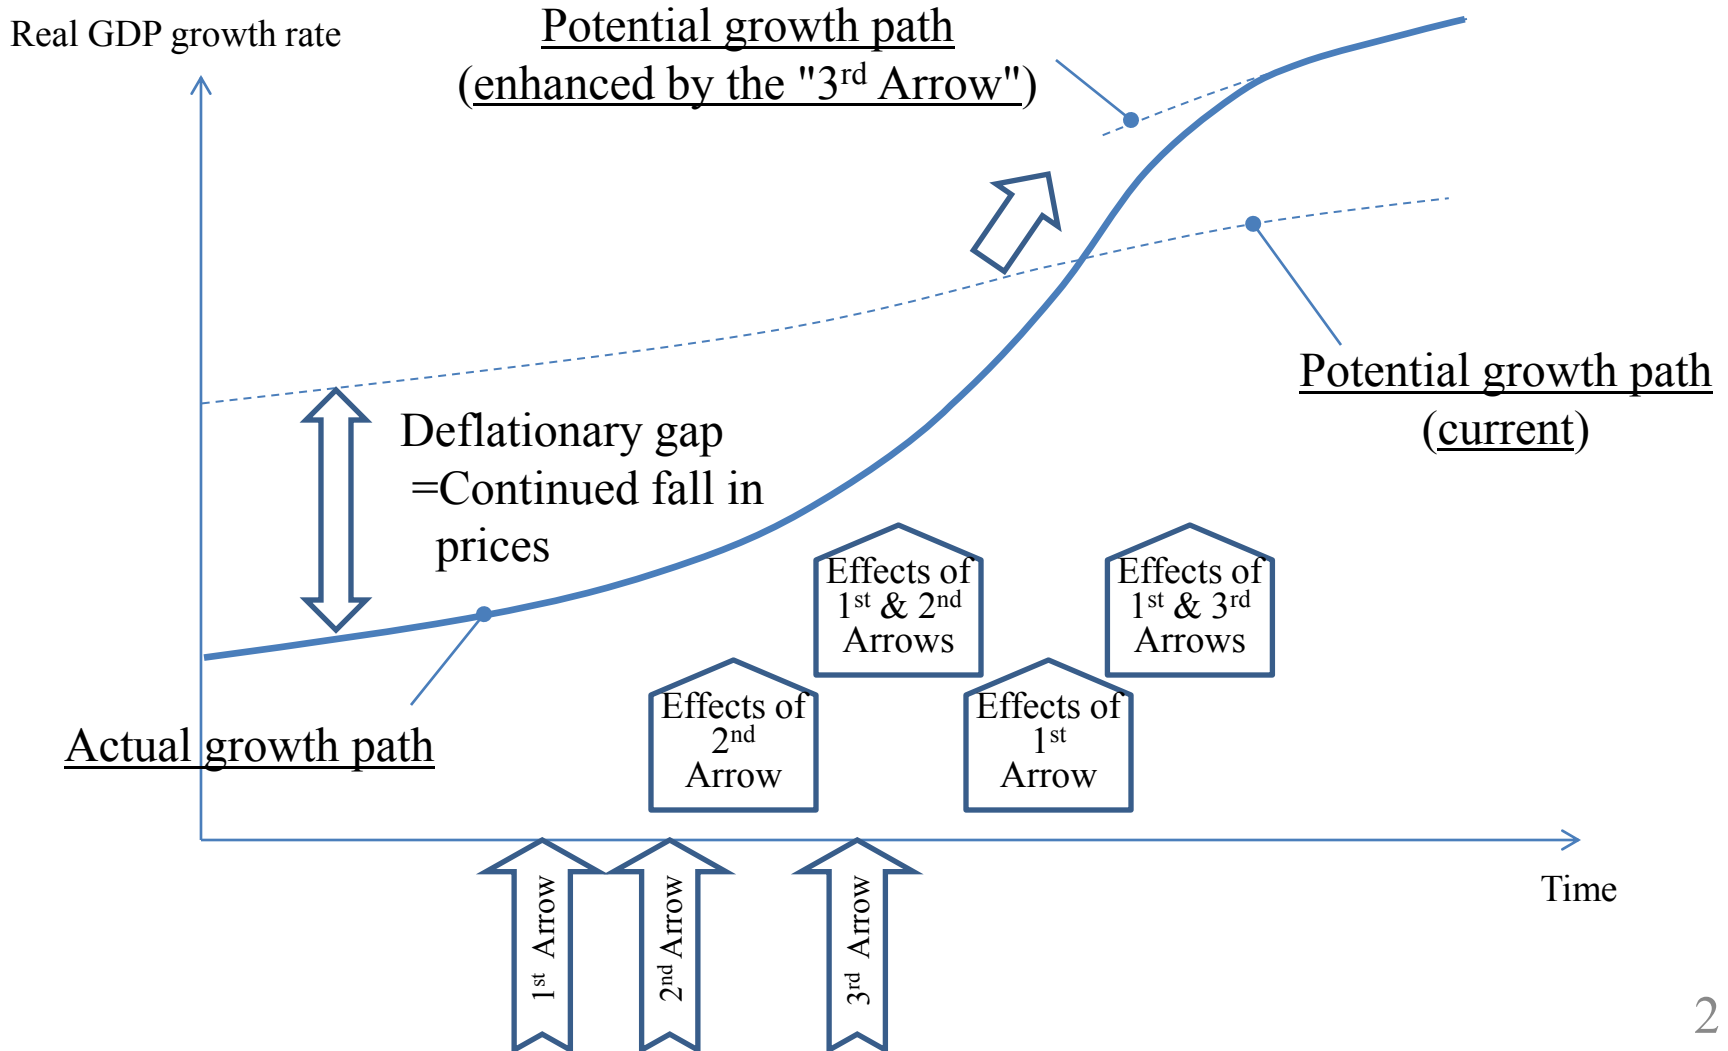 Real GDP growth rate
Potential growth path
(enhanced by the "3rd Arrow")
Potential growth path
(current)
Deflationary gap
=Continued fall in
prices
Actual growth path
Effects of
2nd
Arrow
Effects of
1st & 2nd
Arrows
Effects of
1st
Arrow
Effects of
1st & 3rd
Arrows
1st Arrow
2nd Arrow
3rd Arrow
Time
2